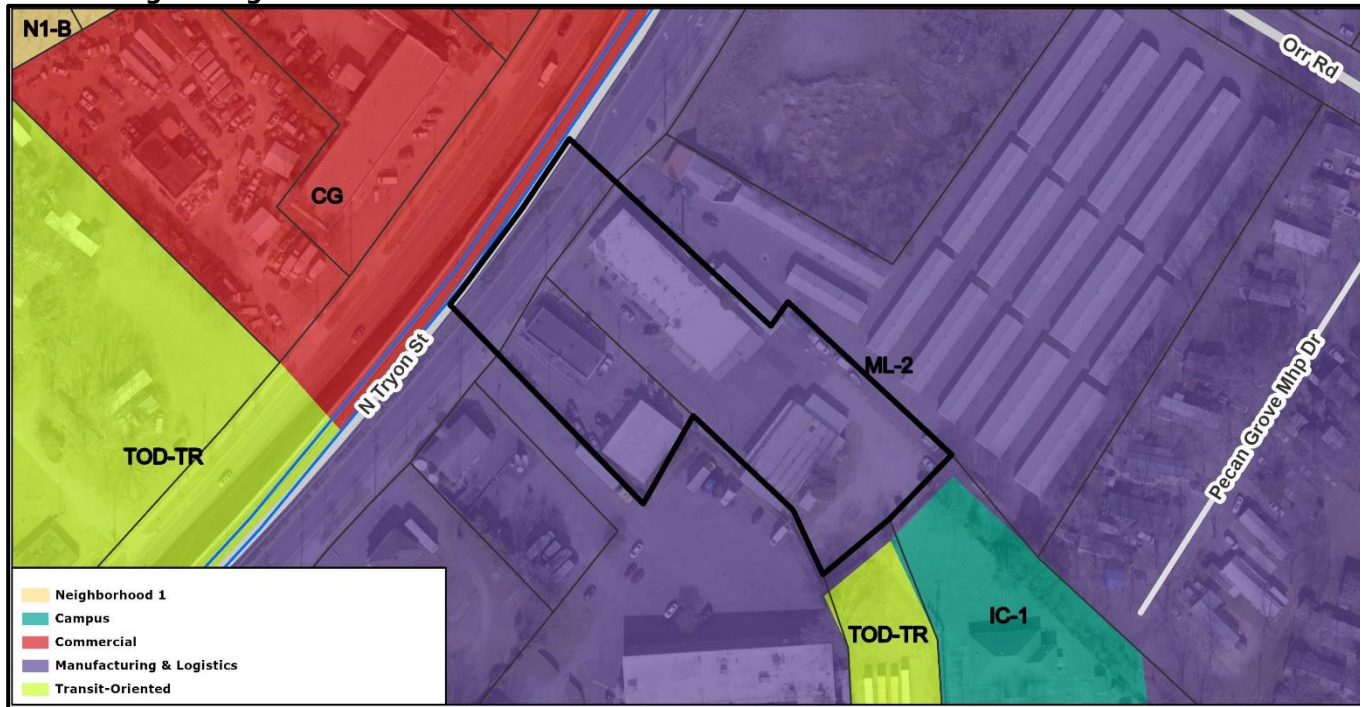 N1-B
Orr Rd
CG
ML-2
N Tryon St
Pecan Grove Mhp Dr
TOD-TR
TOD-TR
IC-1
Neighborhood 1
Campus
Commercial
Manufacturing & Logistics
Transit-Oriented